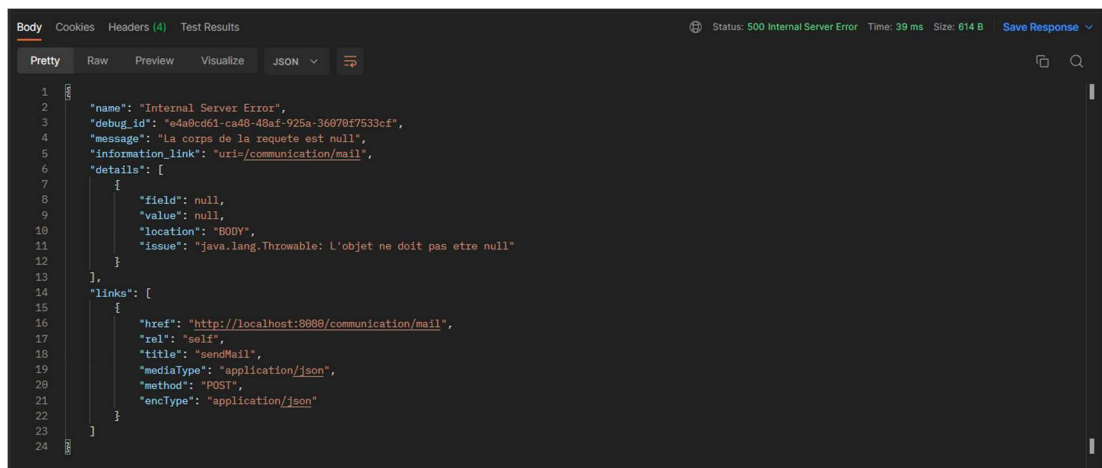 Body Cookies Headers (4) Test Results Status: 500 Internal Server Error Time: 39 ms Size: 614 B Save Response
Pretty Raw Preview Visualize JSON
1 {
2 "name": "Internal Server Error",
3 "debug_id": "e4a0cd61-ca48-48af-925a-36070f7533cf",
4 "message": "La corps de la requete est null",
5 "information_link": "uri=/communication/mail",
6 "details": [
7 {
8 "field": null,
9 "value": null,
10 "location": "BODY",
11 "issue": "java.lang.Throwable: L'objet ne doit pas etre null"
12 }
13 ],
14 "links": [
15 {
16 "href": "http://localhost:8080/communication/mail",
17 "rel": "self",
18 "title": "sendMail",
19 "mediaType": "application/json",
20 "method": "POST",
21 "encType": "application/json"
22 }
23 ]
24 }